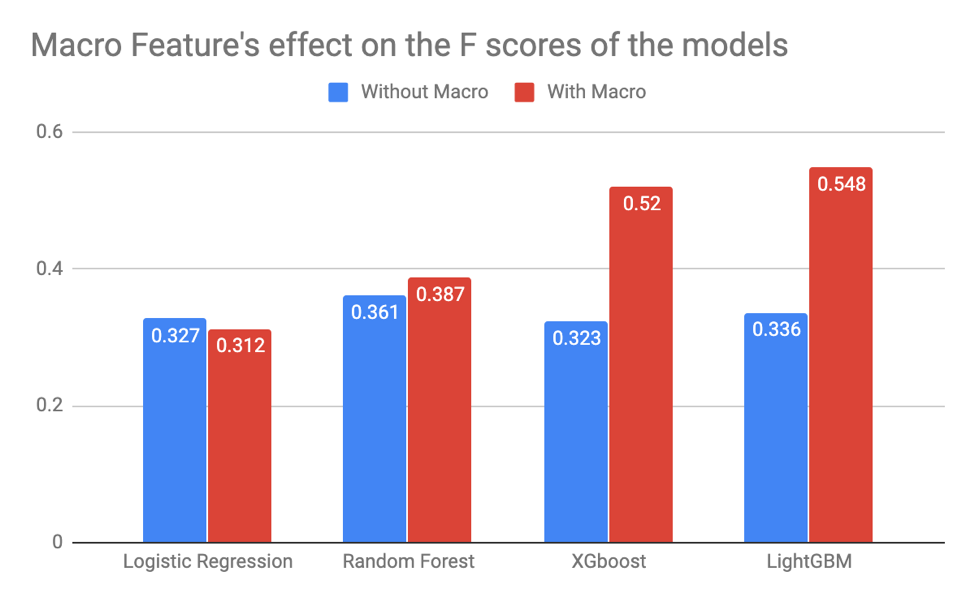 Macro Feature's effect on the F scores of the models
Without Macro With Macro
0.6
0.4
0.2
0
0.327 0.312 0.361 0.387 0.323 0.52 0.336 0.548
Logistic Regression Random Forest XGboost LightGBM